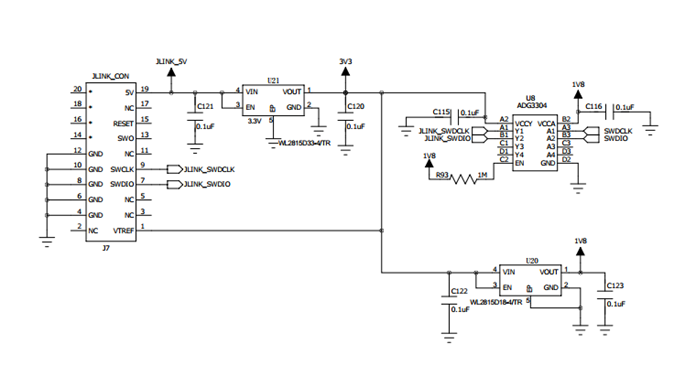 JLINK_5V
3V3
JLINK_CON
U21
U8
ADG3304
1V8
20 * 5V 19
18 * NC 17
16 * RESET 15
14 * SWO 13
12 GND NC 11
10 GND SWCLK 9 JLINK_SWDCLK
8 GND SWDIO 7 JLINK_SWDIO
6 GND NC 5
4 GND NC 3
2 NC VTREF 1
J7
C121
0.1uF
4 VIN VOUT 1
3 EN GND 2
EP
5
3.3V
WL2815D33-4/TR
C120
0.1uF
C115 0.1uF
C116 0.1uF
A2 VCCY VCCA B2
JLINK_SWDCLK A1 Y1 A1 A3 SWDCLK
JLINK_SWDIO B1 Y2 A2 B3 SWDIO
C1 Y3 A3 C3
D1 Y4 A4 D3
C2 EN GND D2
1V8
R93 1M
U20
1V8
4 VIN VOUT 1
3 EN GND 2
EP
5
WL2815D18-4/TR
C122
0.1uF
C123
0.1uF